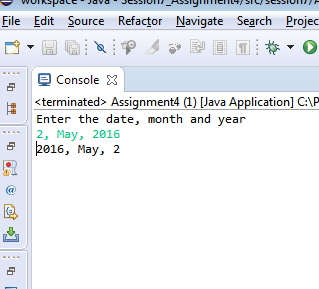 workspace - Java - Session7_Assignment4/src/session7/A
File Edit Source Refactor Navigate Search Projec
Console
<terminated> Assignment4 (1) [Java Application] C:\P
Enter the date, month and year
2, May, 2016
2016, May, 2